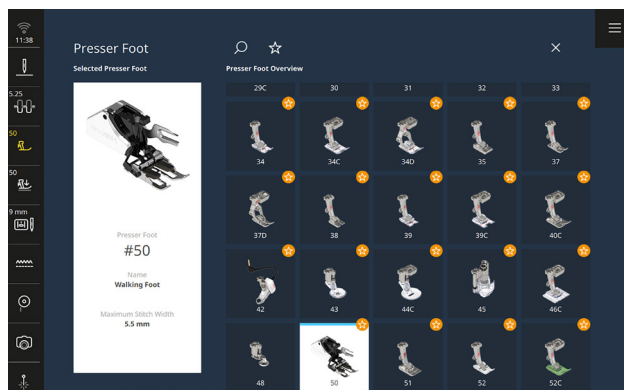 11:38
5.25
50
50
9 mm
Presser Foot
Selected Presser Foot
Presser Foot
#50
Name
Walking Foot
Maximum Stitch Width
5.5 mm
Presser Foot Overview
29C 30 31 32 33
34 34C 34D 35 37
37D 38 39 39C 40C
42 43 44C 45 46C
48 50 51 52 52C